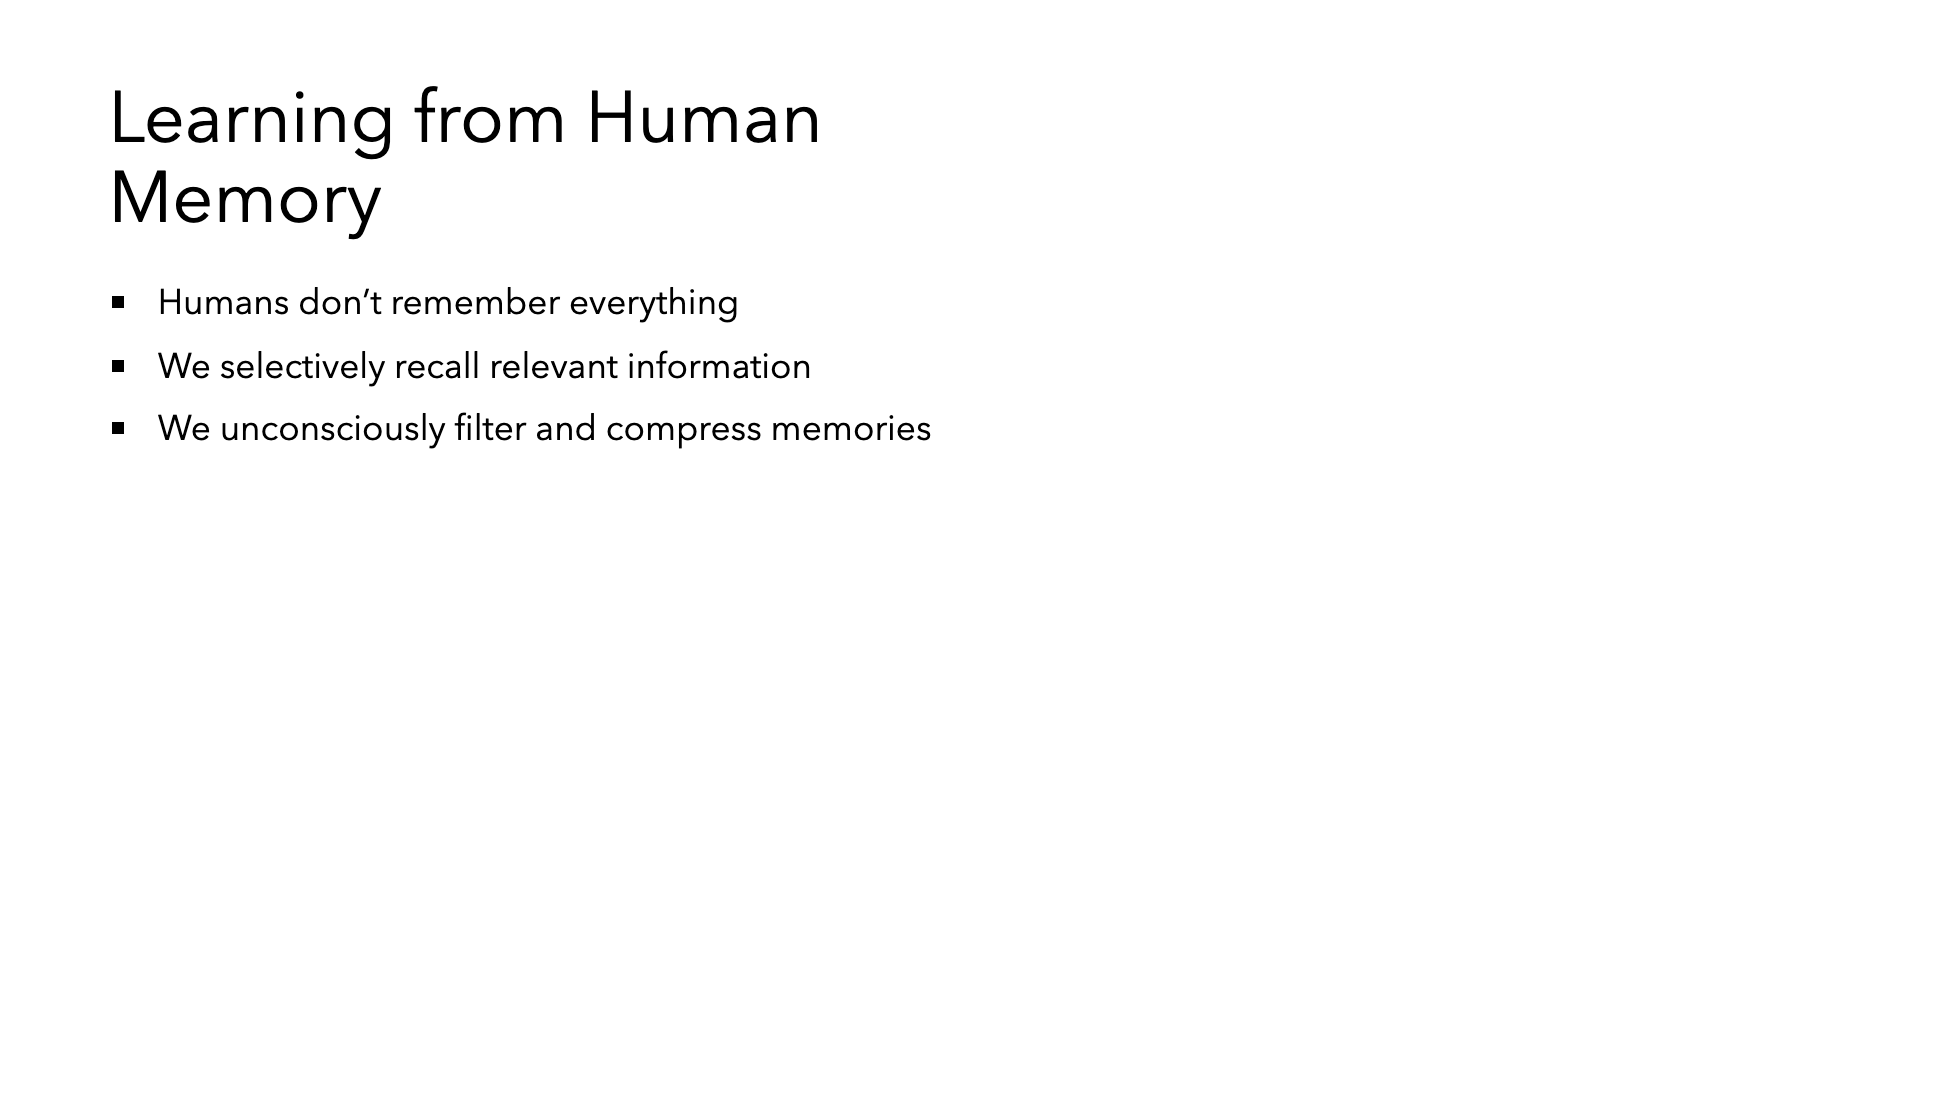 Learning from Human
Memory
▪ Humans don’t remember everything
▪ We selectively recall relevant information
▪ We unconsciously filter and compress memories